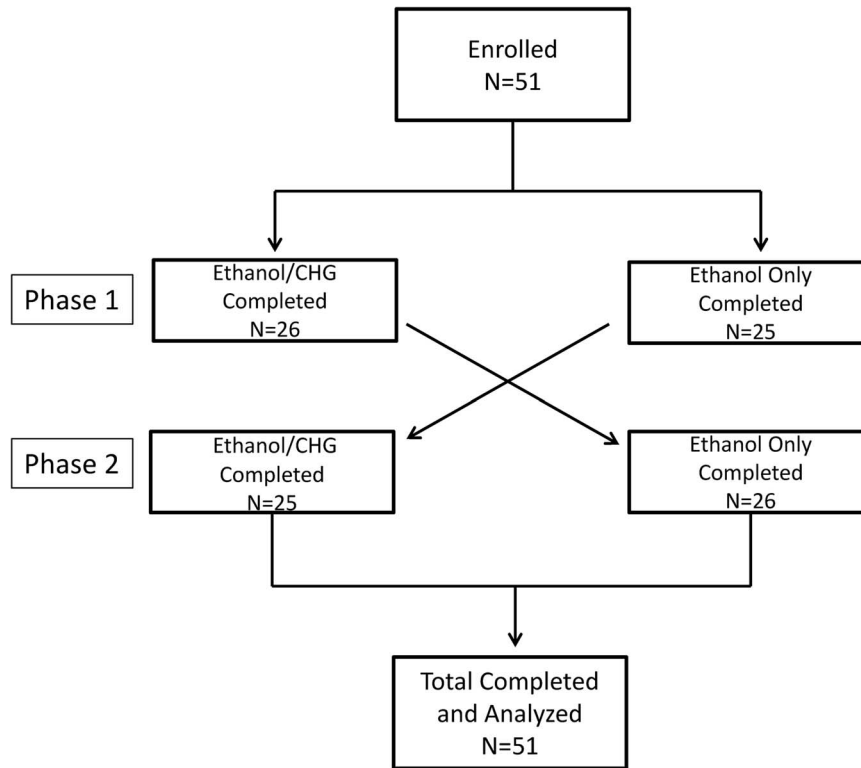 Enrolled
N=51
Phase 1
Ethanol/CHG
Completed
N=26
Ethanol Only
Completed
N=25
Phase 2
Ethanol/CHG
Completed
N=25
Ethanol Only
Completed
N=26
Total Completed
and Analyzed
N=51